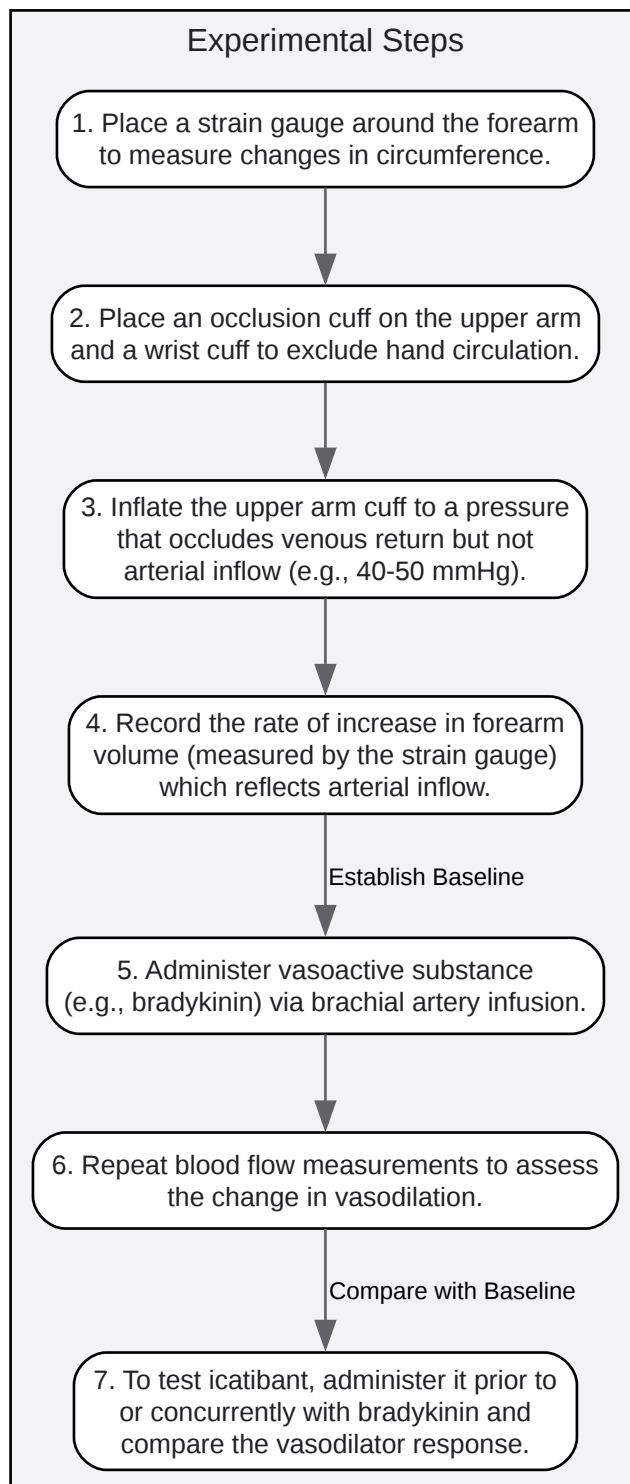 Experimental Steps
1. Place a strain gauge around the forearm
to measure changes in circumference.
2. Place an occlusion cuff on the upper arm
and a wrist cuff to exclude hand circulation.
3. Inflate the upper arm cuff to a pressure
that occludes venous return but not
arterial inflow (e.g., 40-50 mmHg).
4. Record the rate of increase in forearm
volume (measured by the strain gauge)
which reflects arterial inflow.
Establish Baseline
5. Administer vasoactive substance
(e.g., bradykinin) via brachial artery infusion.
6. Repeat blood flow measurements to assess
the change in vasodilation.
Compare with Baseline
7. To test icatibant, administer it prior to
or concurrently with bradykinin and
compare the vasodilator response.